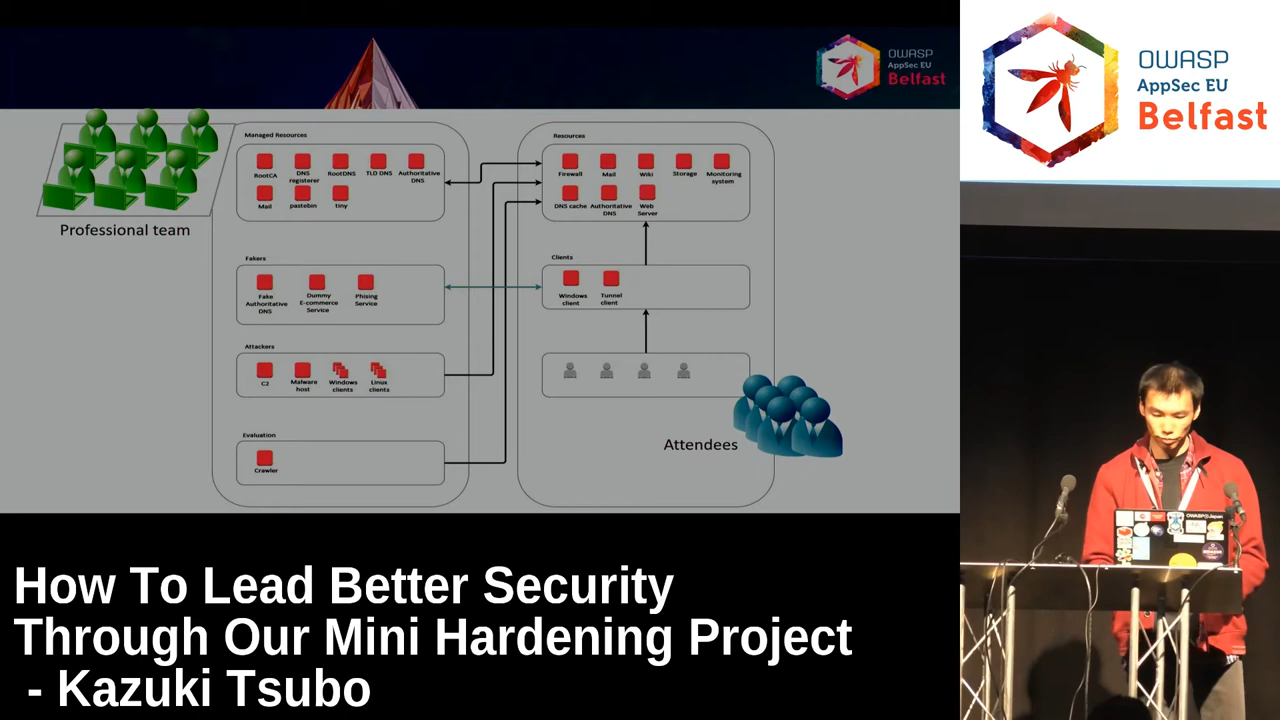 OWASP
AppSec EU
Belfast
OWASP
AppSec EU
Belfast
Professional team
Managed Resources
RootCA
DNS registerer
RootDNS
TLD DNS
Authoritative DNS
Mail
pastebin
tiny
Fakers
Fake Authoritative DNS
Dummy E-commerce Service
Phising Service
Attackers
C2
Malware host
Windows clients
Linux clients
Evaluation
Crawler
Resources
Firewall
Mail
Wiki
Storage
Monitoring system
DNS cache
Authoritative DNS
Web Server
Clients
Windows client
Tunnel client
Attendees
OWASP Japan
How To Lead Better Security
Through Our Mini Hardening Project
- Kazuki Tsubo